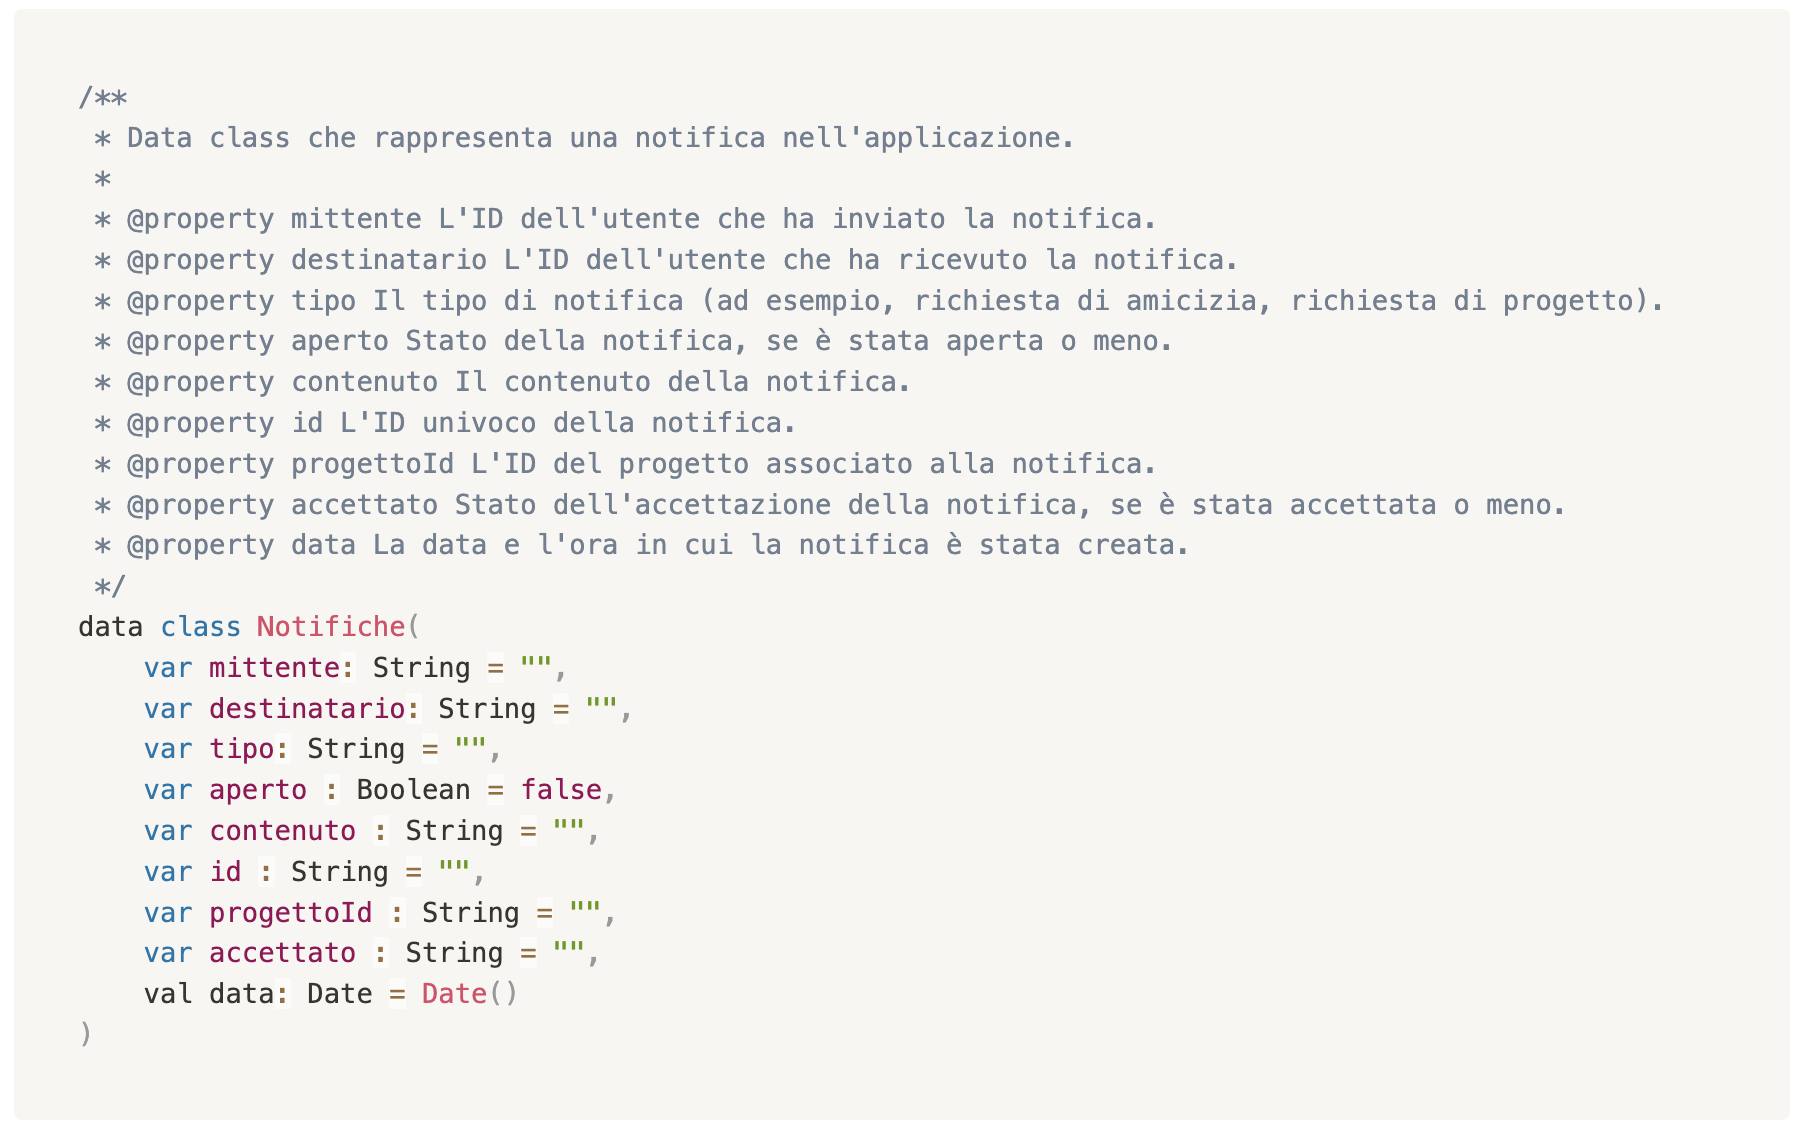 /**
 * Data class che rappresenta una notifica nell'applicazione.
 *
 * @property mittente L'ID dell'utente che ha inviato la notifica.
 * @property destinatario L'ID dell'utente che ha ricevuto la notifica.
 * @property tipo Il tipo di notifica (ad esempio, richiesta di amicizia, richiesta di progetto).
 * @property aperto Stato della notifica, se è stata aperta o meno.
 * @property contenuto Il contenuto della notifica.
 * @property id L'ID univoco della notifica.
 * @property progettoId L'ID del progetto associato alla notifica.
 * @property accettato Stato dell'accettazione della notifica, se è stata accettata o meno.
 * @property data La data e l'ora in cui la notifica è stata creata.
 */
data class Notifiche(
    var mittente: String = "",
    var destinatario: String = "",
    var tipo: String = "",
    var aperto : Boolean = false,
    var contenuto : String = "",
    var id : String = "",
    var progettoId : String = "",
    var accettato : String = "",
    val data: Date = Date()
)